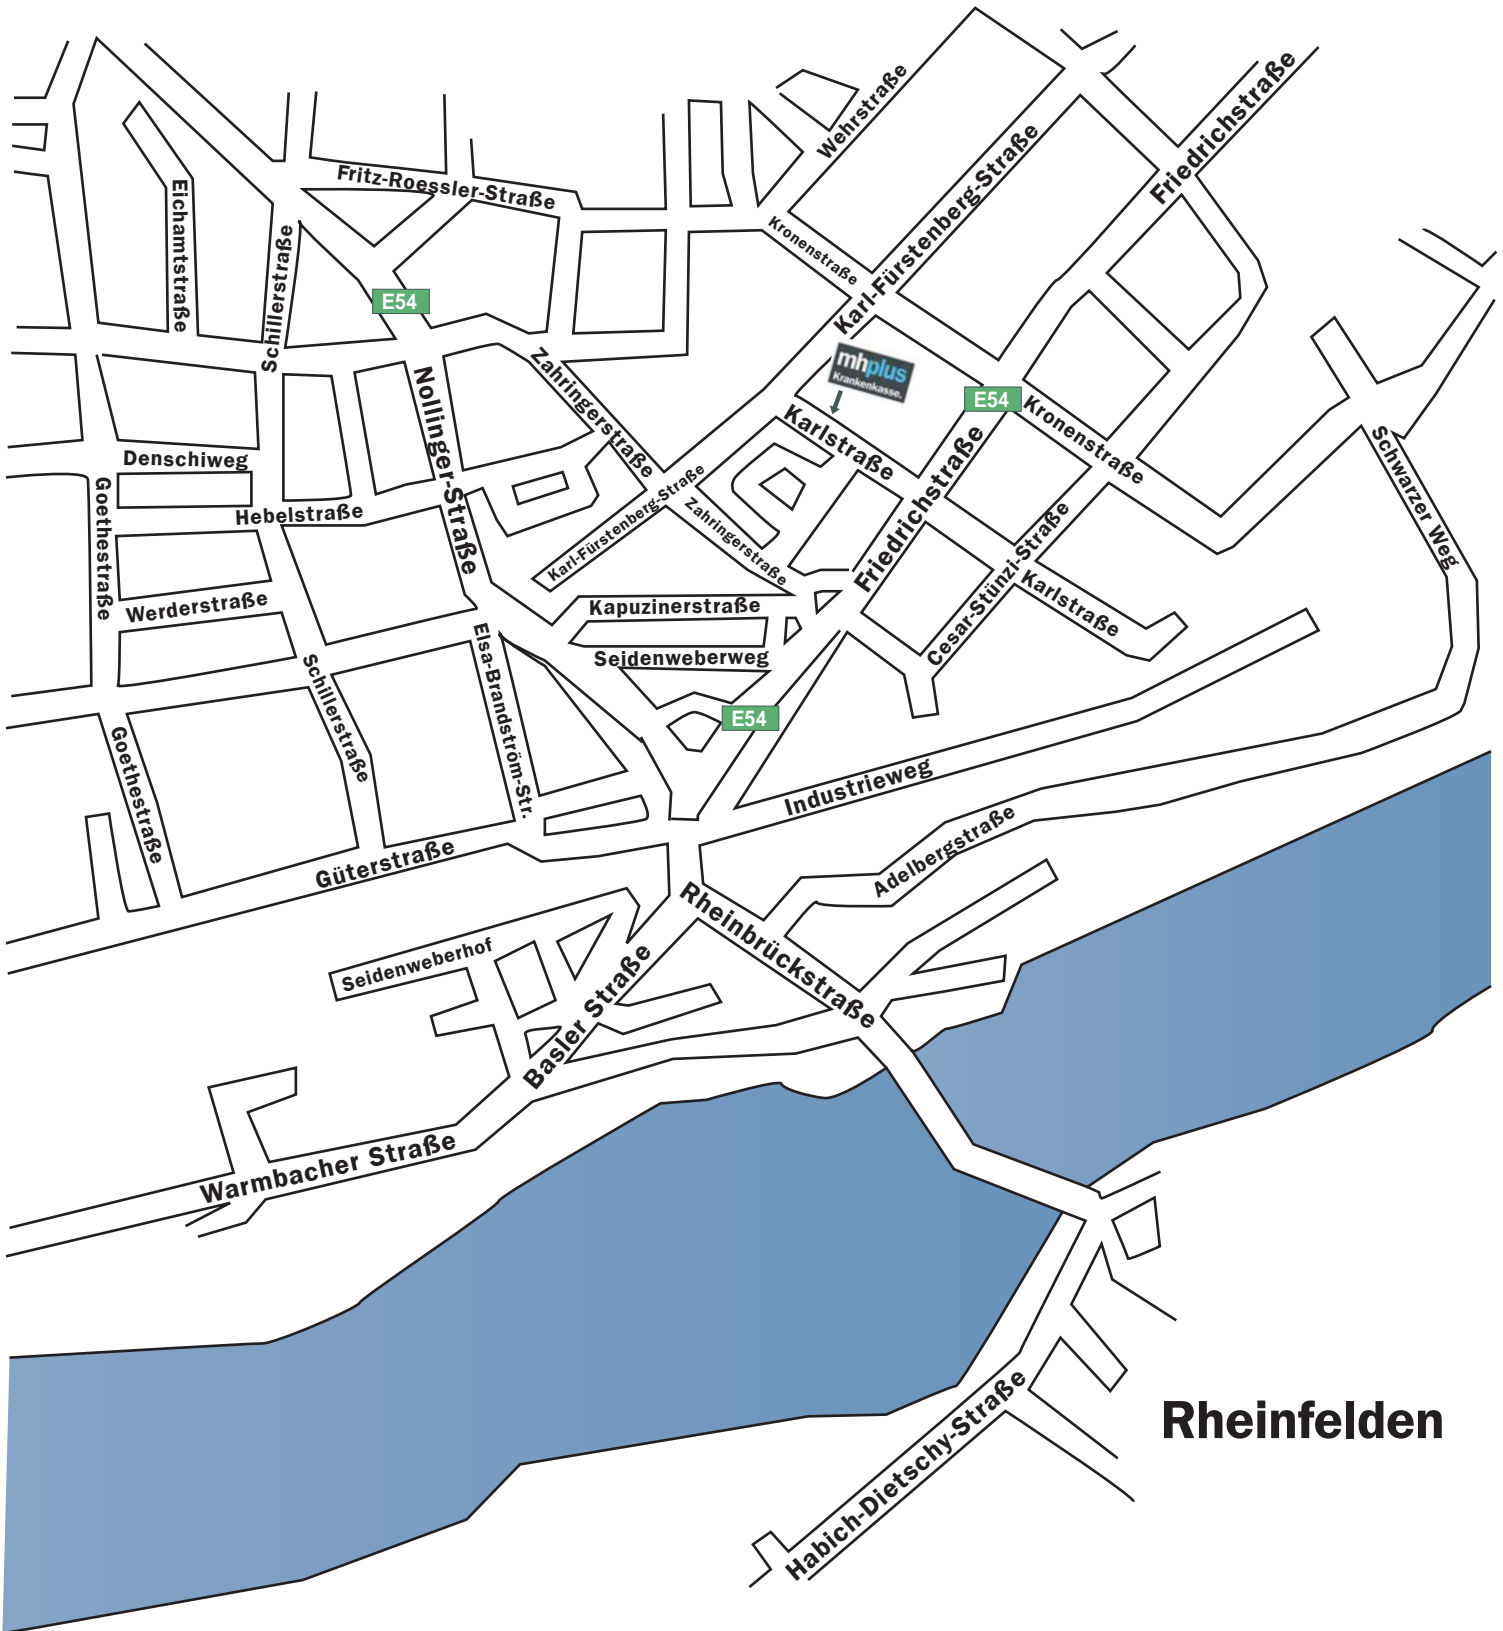 Wehrstraße
Friedrichstraße
Karl-Fürstenberg-Straße
Fritz-Roessler-Straße
Eichamtstraße
Schillerstraße
Kronenstraße
E54
mhplus
Krankenkasse.
E54
Zahringerstraße
Nollinger-Straße
Karlstraße
Kronenstraße
Friedrichstraße
Schwarzer Weg
Denschiweg
Goethestraße
Hebelstraße
Karl-Fürstenberg-Straße
Zahringerstraße
Cesar-Stünzi-Straße
Karlstraße
Werderstraße
Kapuzinerstraße
Seidenweberweg
Elsa-Brandström-Str.
Schillerstraße
E54
Goethestraße
Industrieweg
Adelbergstraße
Güterstraße
Rheinbrückstraße
Seidenweberhof
Basler Straße
Warmbacher Straße
Habich-Dietschy-Straße
Rheinfelden